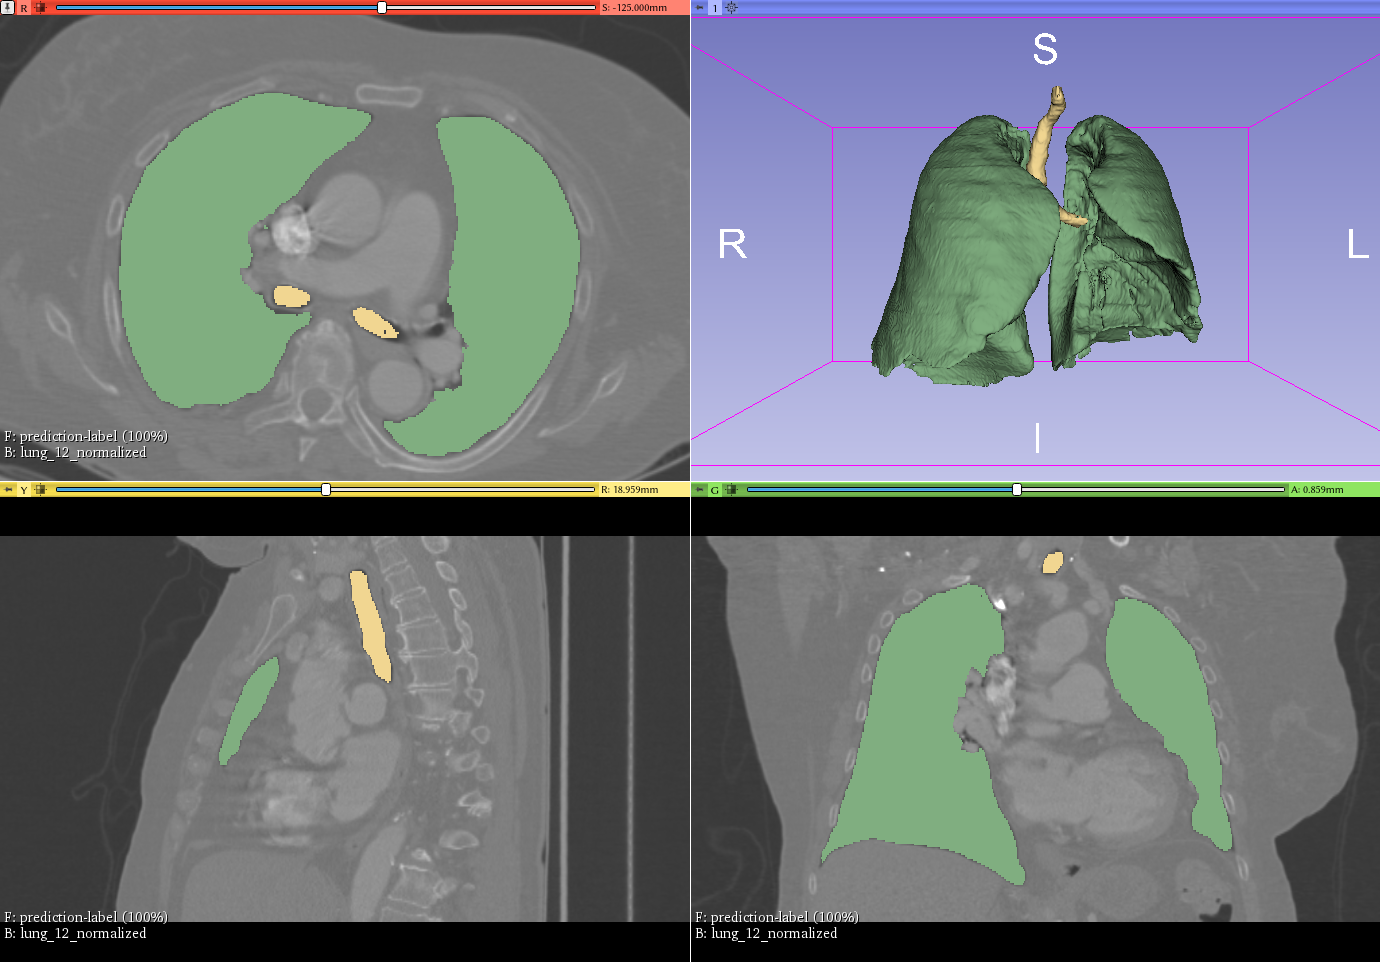 R S: -125.000mm
F: prediction-label (100%)
B: lung_12_normalized
1
S
R L
I
Y R: 18.959mm
F: prediction-label (100%)
B: lung_12_normalized
G A: 0.859mm
F: prediction-label (100%)
B: lung_12_normalized